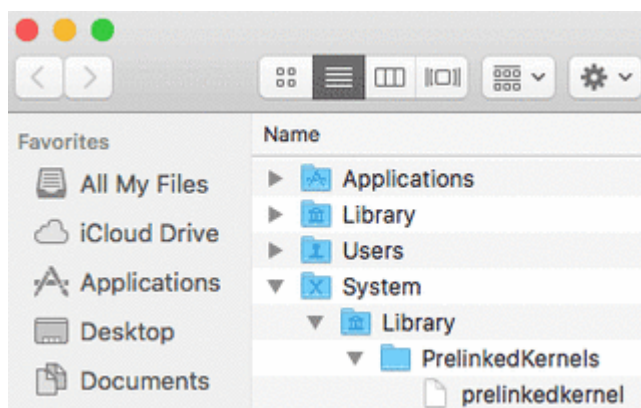 Favorites
All My Files
iCloud Drive
Applications
Desktop
Documents
Name
Applications
Library
Users
System
Library
PrelinkedKernels
prelinkedkernel